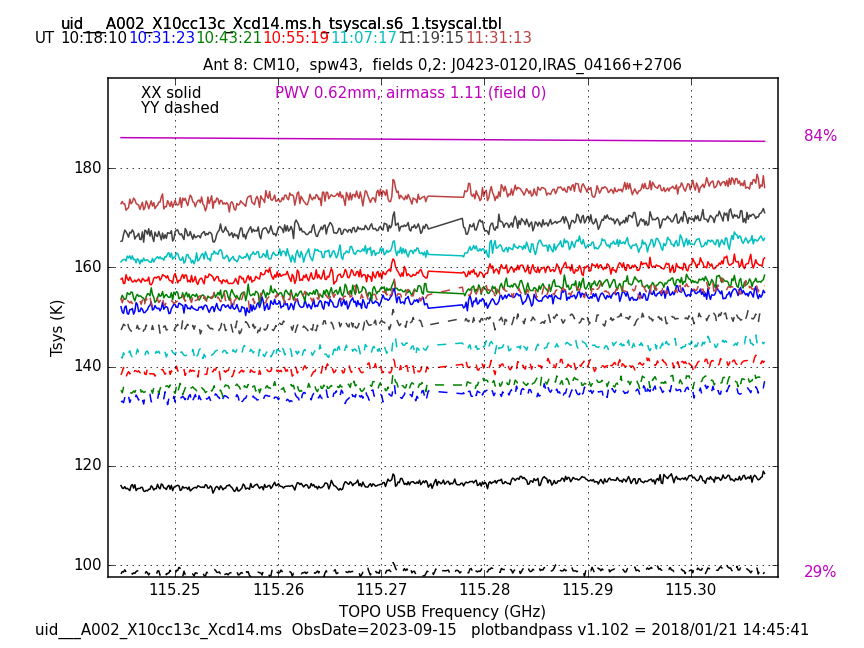 uid___A002_X10cc13c_Xcd14.ms.h_tsyscal.s6_1.tsyscal.tbl
UT 10:18:10 10:31:23 10:43:21 10:55:19 11:07:17 11:19:15 11:31:13
Ant 8: CM10,  spw43,  fields 0,2: J0423-0120,IRAS_04166+2706
XX solid
PWV 0.62mm, airmass 1.11 (field 0)
YY dashed
84%
180
160
140
120
100
Tsys (K)
29%
115.25 115.26 115.27 115.28 115.29 115.30
TOPO USB Frequency (GHz)
uid___A002_X10cc13c_Xcd14.ms  ObsDate=2023-09-15   plotbandpass v1.102 = 2018/01/21 14:45:41